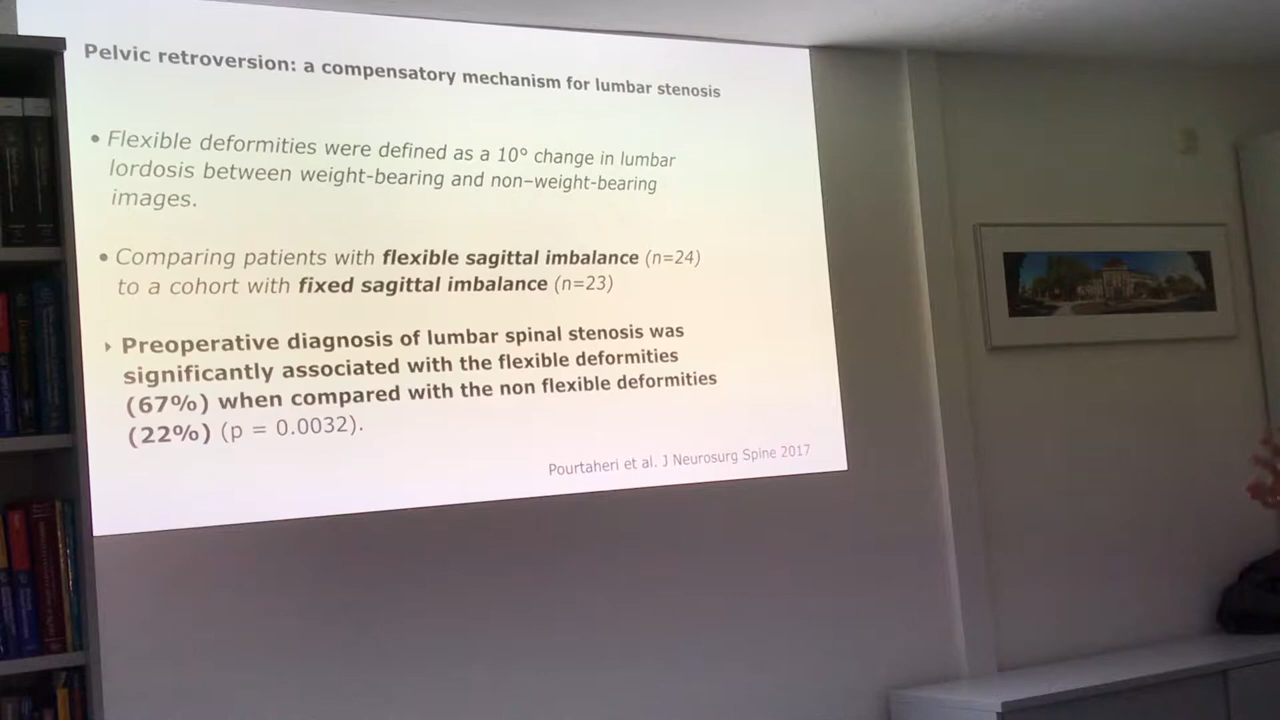 Pelvic retroversion: a compensatory mechanism for lumbar stenosis
• Flexible deformities were defined as a 10° change in lumbar
lordosis between weight-bearing and non–weight-bearing
images.
• Comparing patients with flexible sagittal imbalance (n=24)
to a cohort with fixed sagittal imbalance (n=23)
‣ Preoperative diagnosis of lumbar spinal stenosis was
significantly associated with the flexible deformities
(67%) when compared with the non flexible deformities
(22%) (p = 0.0032).
Pourtaheri et al. J Neurosurg Spine 2017